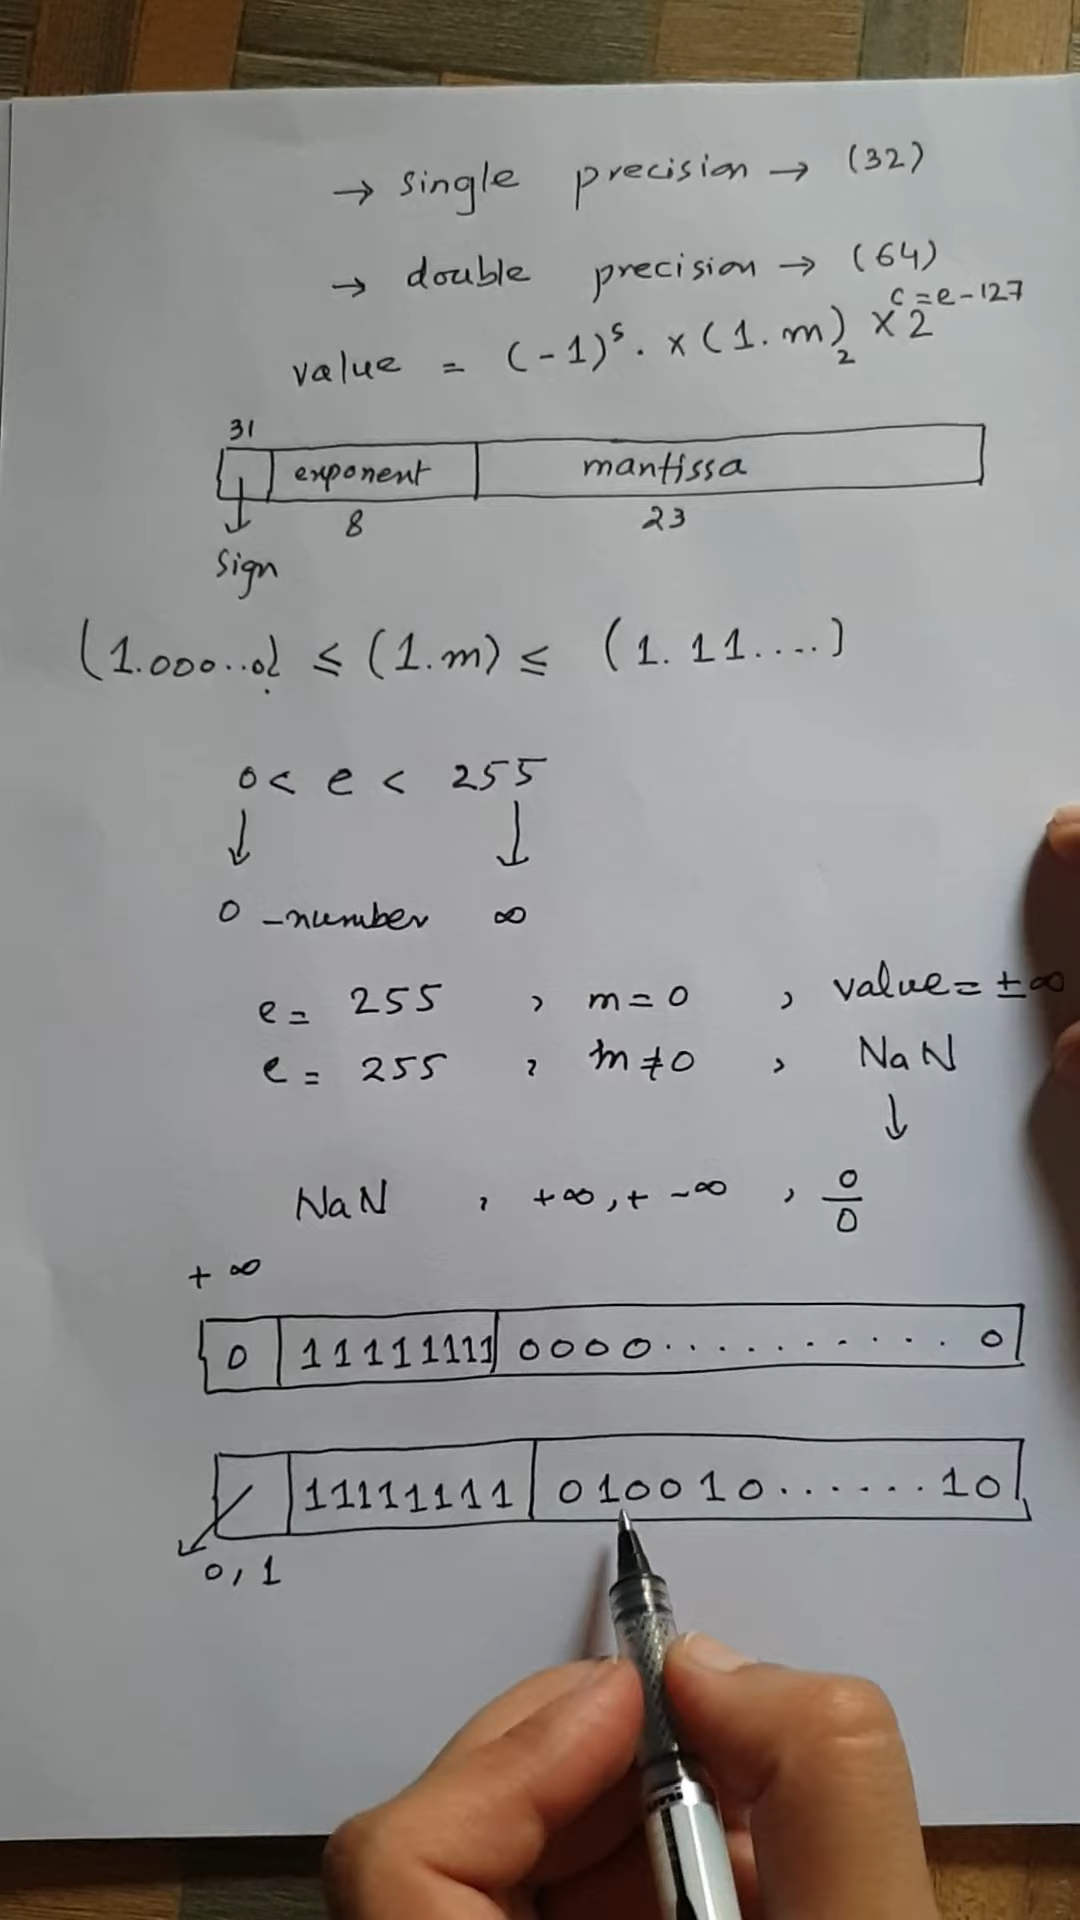 → single precision → (32)
→ double precision → (64)
value = (-1)^s . × (1.m)₂ × 2^c=e-127
31
exponent mantissa
8 23
sign
(1.000..0) ≤ (1.m) ≤ (1.11....)
0 < e < 255
↓ ↓
0 -number ∞
e = 255 , m = 0 , value = ±∞
e = 255 , m ≠ 0 , NaN
↓
NaN , +∞, + -∞ , 0/0
+ ∞
0 11111111 0000.......... 0
11111111 010010......10
0, 1